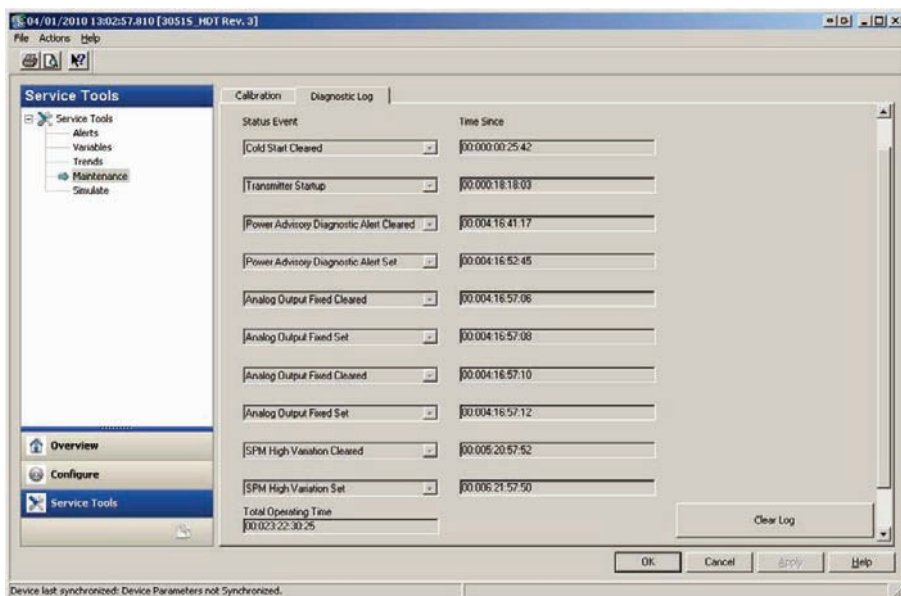 04/01/2010 13:02:57.810 [3051S_HDT Rev. 3]
File Actions Help
Service Tools
Service Tools
Alerts
Variables
Trends
Maintenance
Simulate
Overview
Configure
Service Tools
Calibration Diagnostic Log
Status Event Time Since
Cold Start Cleared 00:000:00:25:42
Transmitter Startup 00:000:18:18:03
Power Advisory Diagnostic Alert Cleared 00:004:16:41:17
Power Advisory Diagnostic Alert Set 00:004:16:52:45
Analog Output Fixed Cleared 00:004:16:57:06
Analog Output Fixed Set 00:004:16:57:08
Analog Output Fixed Cleared 00:004:16:57:10
Analog Output Fixed Set 00:004:16:57:12
SPM High Variation Cleared 00:005:20:57:52
SPM High Variation Set 00:006:21:57:50
Total Operating Time
00:023:22:30:25
Clear Log
OK Cancel Apply Help
Device last synchronized: Device Parameters not Synchronized.